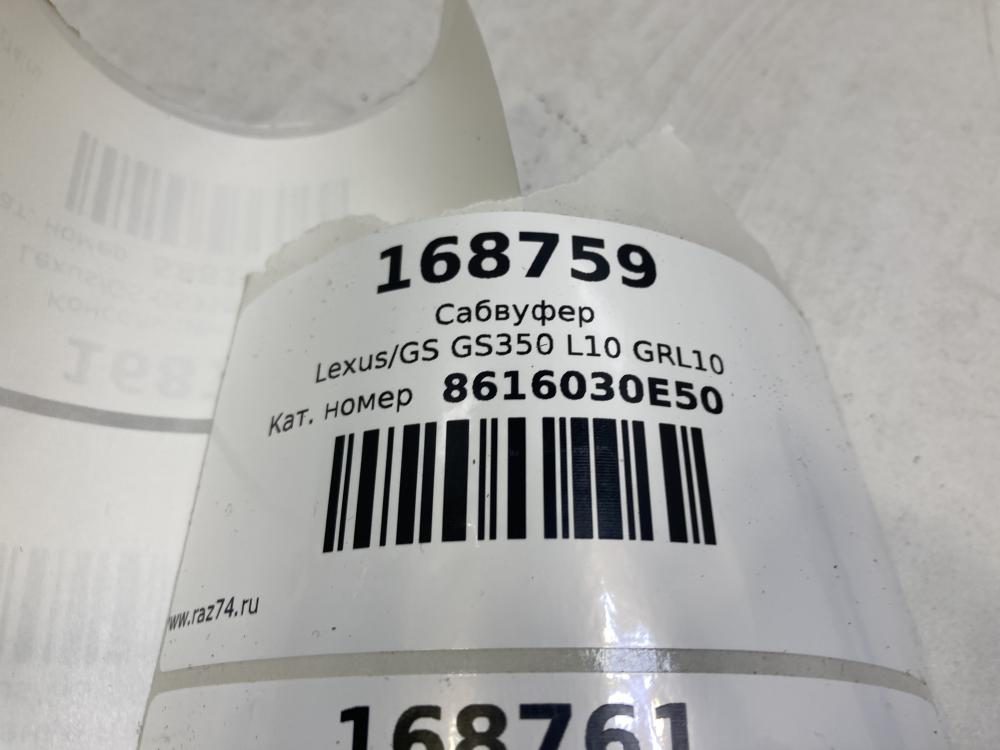 168759
Сабвуфер
Lexus/GS GS350 L10 GRL10
Кат. номер 8616030E50
www.raz74.ru
168761